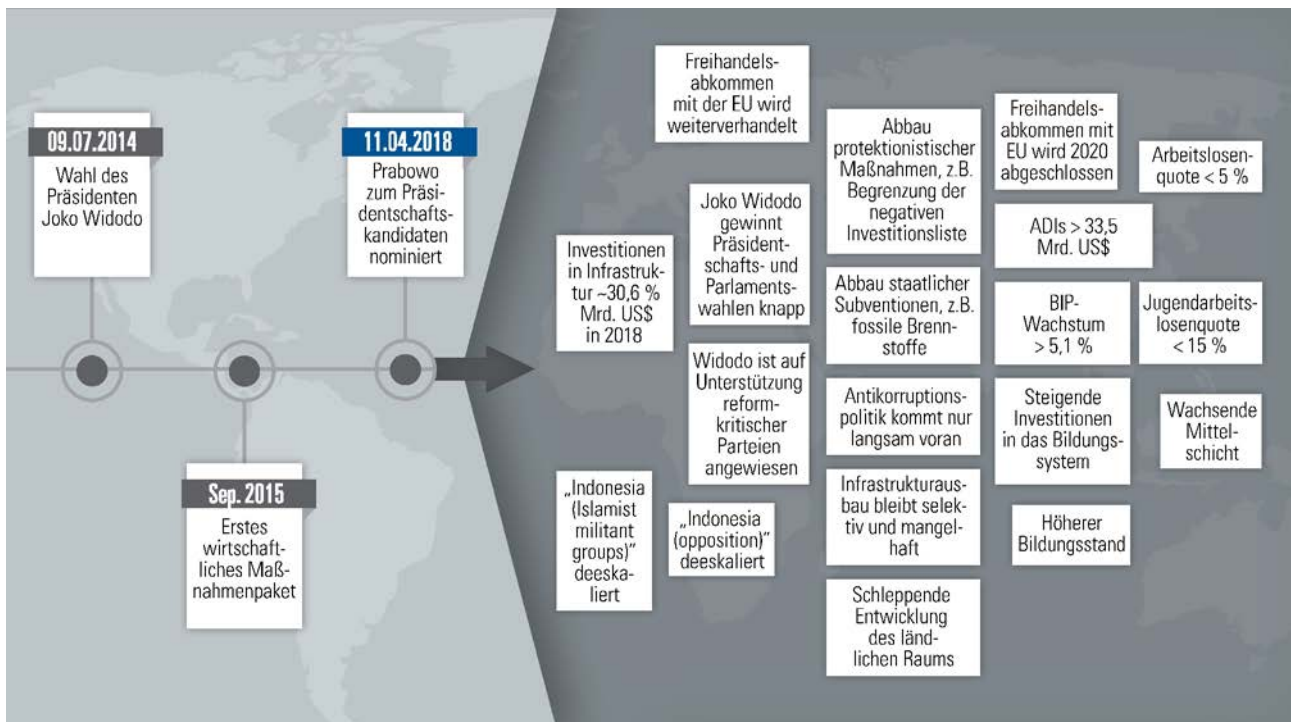 09.07.2014
Wahl des
Präsidenten
Joko Widodo
Sep. 2015
Erstes
wirtschaft-
liches Maß-
nahmenpaket
11.04.2018
Prabowo
zum Präsi-
dentschafts-
kandidaten
nominiert
Investitionen
in Infrastruk-
tur ~30,6 %
Mrd. US$
in 2018
„Indonesia
(Islamist
militant
groups)"
deeska-
liert
Freihandels-
abkommen
mit der EU wird
weiterverhandelt
Joko Widodo
gewinnt
Präsident-
schafts- und
Parlaments-
wahlen knapp
Widodo ist auf
Unterstützung
reform-
kritischer
Parteien
angewiesen
„Indonesia
(opposition)"
deeskaliert
Abbau
protektionistischer
Maßnahmen, z.B.
Begrenzung der
negativen
Investitionsliste
Abbau staatlicher
Subventionen, z.B.
fossile Brenn-
stoffe
Antikorruptions-
politik kommt nur
langsam voran
Infrastrukturaus-
bau bleibt selek-
tiv und mangel-
haft
Schleppende
Entwicklung
des länd-
lichen Raums
Freihandels-
abkommen mit
EU wird 2020
abgeschlossen
ADIs > 33,5
Mrd. US$
BIP-
Wachstum
> 5,1 %
Steigende
Investitionen
in das Bildungs-
system
Höherer
Bildungsstand
Arbeitslosen-
quote < 5 %
Jugendarbeits-
losenquote
< 15 %
Wachsende
Mittel-
schicht